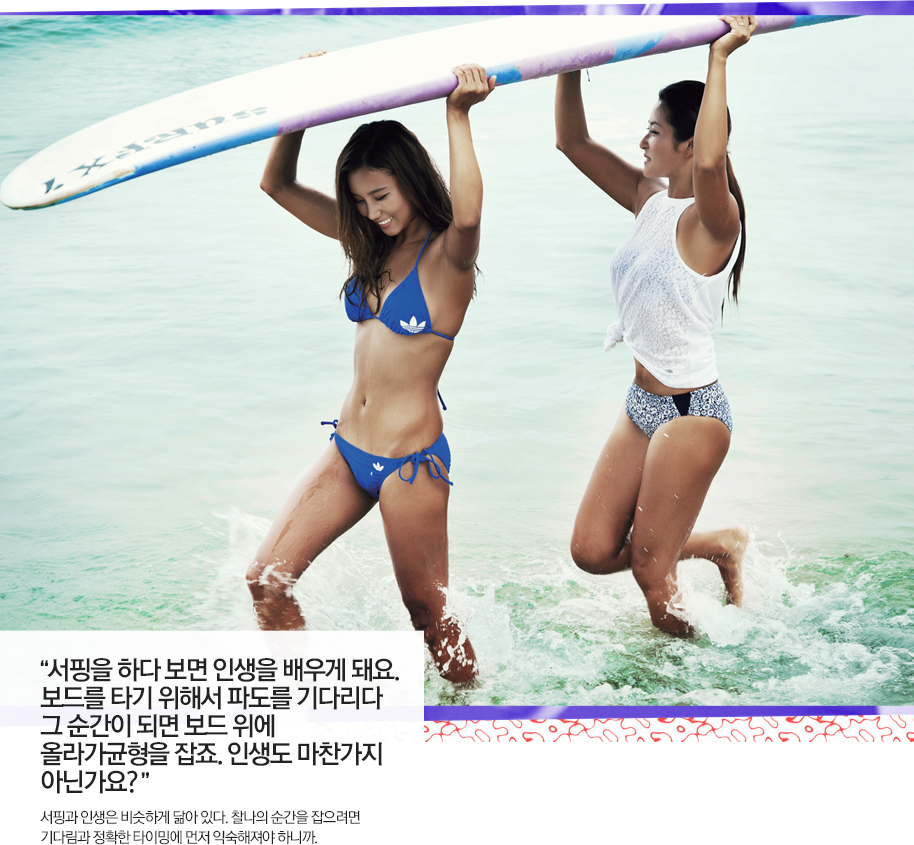 SURFX 1
“서핑을 하다 보면 인생을 배우게 돼요.
보드를 타기 위해서 파도를 기다리다
그 순간이 되면 보드 위에
올라가균형을 잡죠. 인생도 마찬가지
아닌가요?”
서핑과 인생은 비슷하게 닮아 있다. 찰나의 순간을 잡으려면
기다림과 정확한 타이밍에 먼저 익숙해져야 하니까.